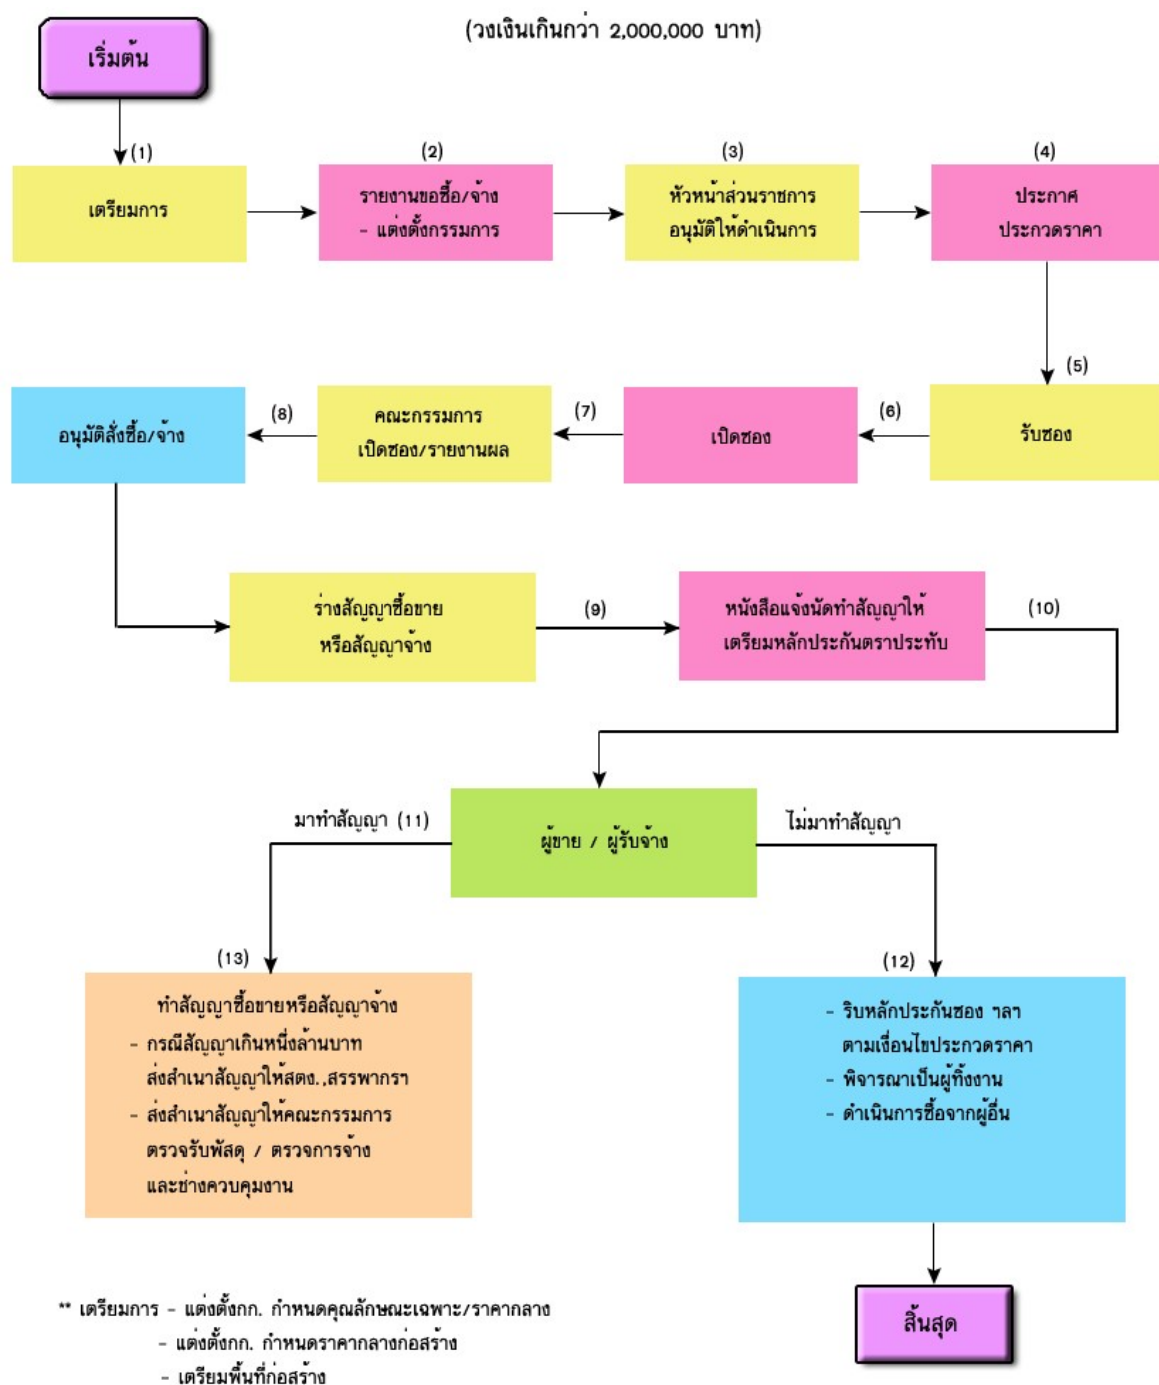 (วงเงินเกินกว่า 2,000,000 บาท)
เริ่มต้น
(1)
เตรียมการ
(2)
รายงานขอซื้อ/จ้าง
- แต่งตั้งกรรมการ
(3)
หัวหน้าส่วนราชการ
อนุมัติให้ดำเนินการ
(4)
ประกาศ
ประกวดราคา
(5)
รับซอง
(6)
เปิดซอง
(7)
คณะกรรมการ
เปิดซอง/รายงานผล
(8)
อนุมัติสั่งซื้อ/จ้าง
ร่างสัญญาซื้อขาย
หรือสัญญาจ้าง
(9)
หนังสือแจ้งนัดทำสัญญาให้
เตรียมหลักประกันตราประทับ
(10)
ผู้ขาย / ผู้รับจ้าง
มาทำสัญญา (11)
ไม่มาทำสัญญา
(13)
ทำสัญญาซื้อขายหรือสัญญาจ้าง
- กรณีสัญญาเกินหนึ่งล้านบาท
ส่งสำเนาสัญญาให้สตง.,สรรพากรฯ
- ส่งสำเนาสัญญาให้คณะกรรมการ
ตรวจรับพัสดุ / ตรวจการจ้าง
และช่างควบคุมงาน
(12)
- ริบหลักประกันซอง ฯลฯ
ตามเงื่อนไขประกวดราคา
- พิจารณาเป็นผู้ทิ้งงาน
- ดำเนินการซื้อจากผู้อื่น
สิ้นสุด
** เตรียมการ - แต่งตั้งกก. กำหนดคุณลักษณะเฉพาะ/ราคากลาง
- แต่งตั้งกก. กำหนดราคากลางก่อสร้าง
- เตรียมพื้นที่ก่อสร้าง